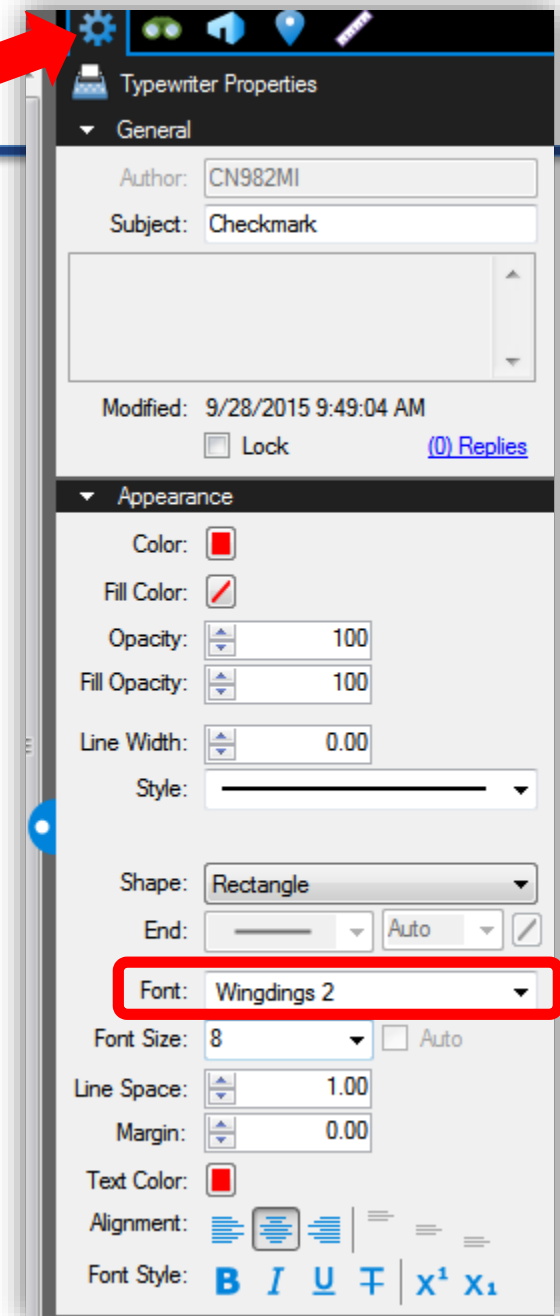 Typewriter Properties
General
Author: CN982MI
Subject: Checkmark
Modified: 9/28/2015 9:49:04 AM
Lock (0) Replies
Appearance
Color:
Fill Color:
Opacity: 100
Fill Opacity: 100
Line Width: 0.00
Style:
Shape: Rectangle
End: Auto
Font: Wingdings 2
Font Size: 8 Auto
Line Space: 1.00
Margin: 0.00
Text Color:
Alignment:
Font Style: B I U T X¹ X₁